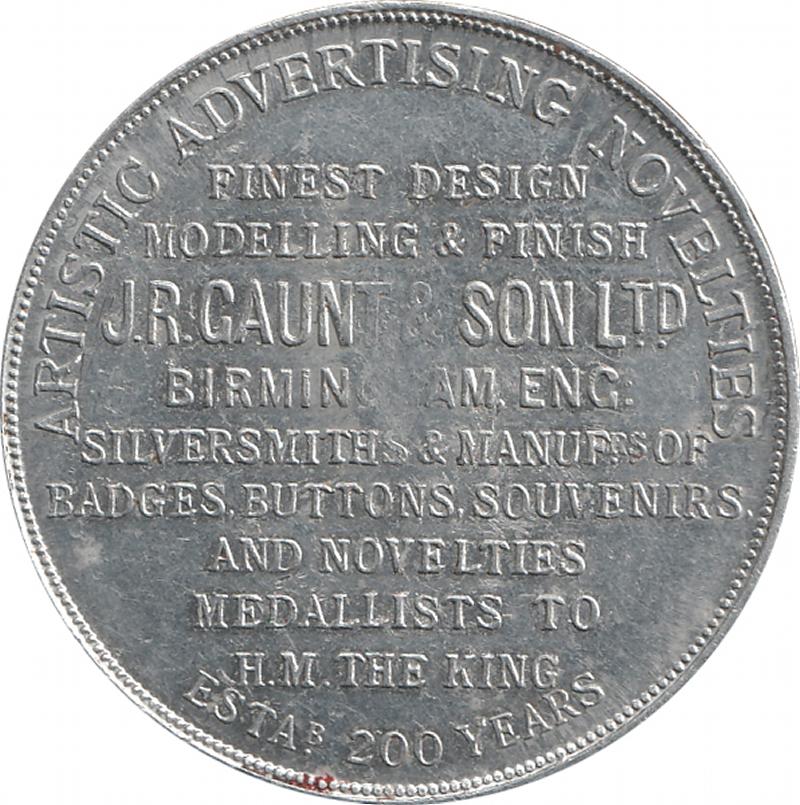 ARTISTIC ADVERTISING NOVELTIES
FINEST DESIGN
MODELLING & FINISH
J.R. GAUNT & SON LTD.
BIRMINGHAM, ENG:
SILVERSMITHS & MANUFRS OF
BADGES, BUTTONS, SOUVENIRS,
AND NOVELTIES
MEDALLISTS TO
H.M. THE KING
ESTAB. 200 YEARS